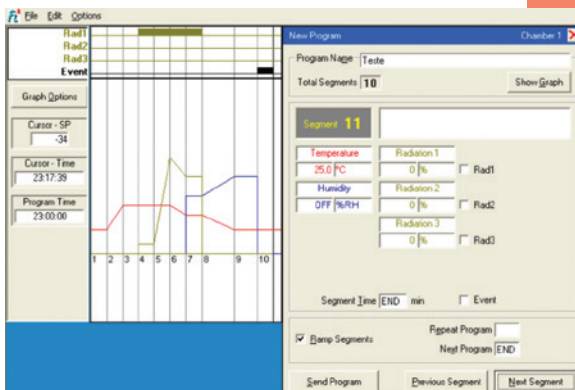 File Edit Options
Rad1
Rad2
Rad3
Event
Graph Options
Cursor - SP
-34
Cursor - Time
23:17:39
Program Time
23:00:00
1 2 3 4 5 6 7 8 9 10
New Program Chamber 1
Program Name Teste
Total Segments 10 Show Graph
Segment 11
Temperature Radiation 1
25,0 °C 0 % Rad1
Humidity Radiation 2
OFF %RH 0 % Rad2
Radiation 3
0 % Rad3
Segment Time END min Event
Ramp Segments Repeat Program
Next Program END
Send Program Previous Segment Next Segment